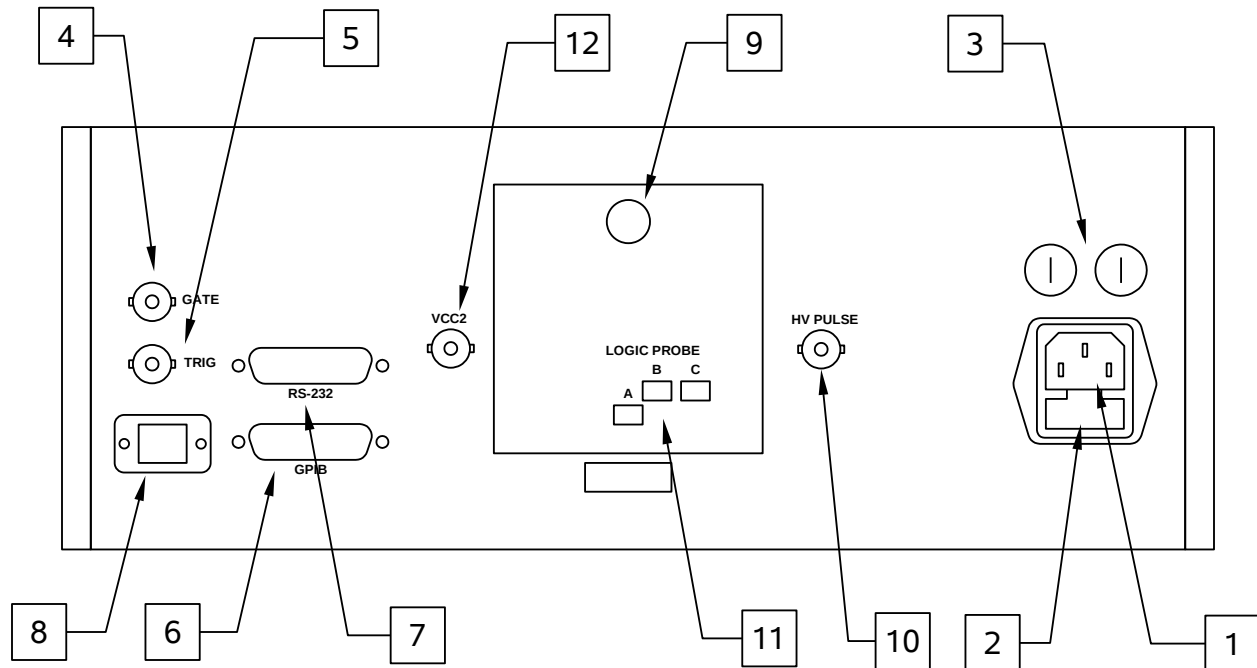 4
5
12
9
3
GATE
VCC2
HV PULSE
TRIG
LOGIC PROBE
B
C
A
RS-232
GPIB
8
6
7
11
10
2
1